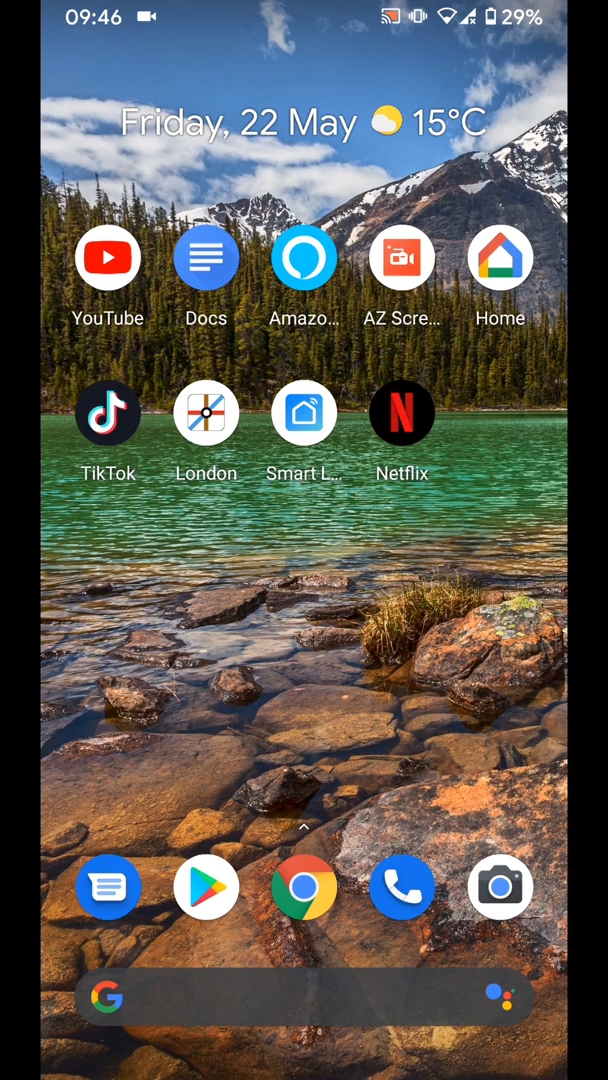 09:46 29%
Friday, 22 May 15°C
YouTube Docs Amazo... AZ Scre... Home
TikTok London Smart L... Netflix